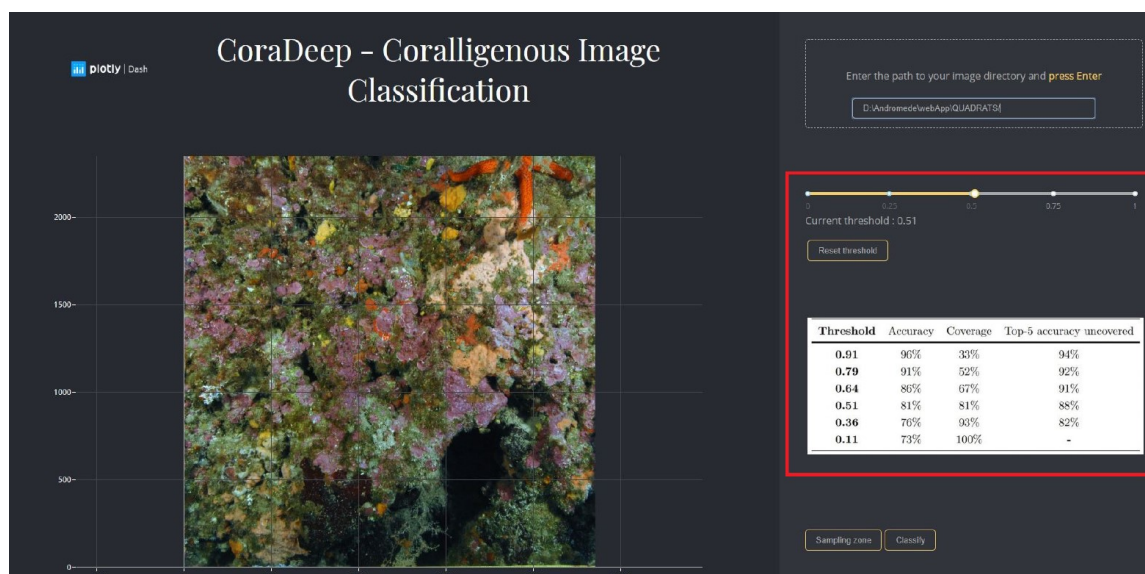 plotly | Dash
CoraDeep - Coralligenous Image
Classification
2000
1500
1000
500
0
Enter the path to your image directory and press Enter
D:\Andromede\webApp\QUADRATS/
0 0.25 0.5 0.75 1
Current threshold : 0.51
Reset threshold
Threshold Accuracy Coverage Top-5 accuracy uncovered
0.91 96% 33% 94%
0.79 91% 52% 92%
0.64 86% 67% 91%
0.51 81% 81% 88%
0.36 76% 93% 82%
0.11 73% 100% -
Sampling zone Classify